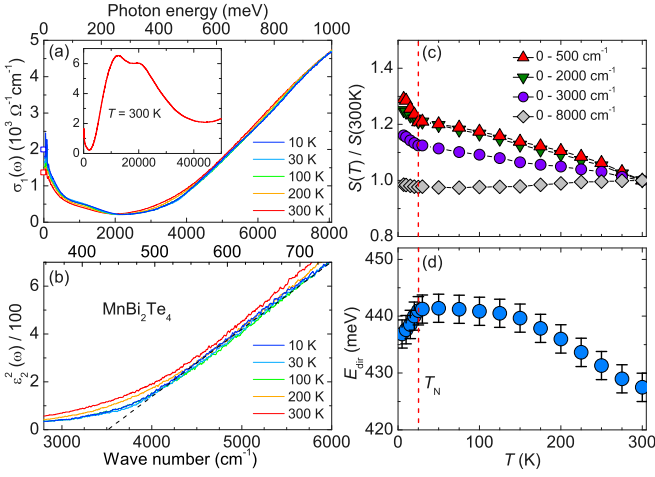 Photon energy (meV)
0 200 400 600 800 1000
(a)
5
4
3
2
1
0
σ₁(ω) (10³ Ω⁻¹cm⁻¹)
6
4
2
0
T = 300 K
0 20000 40000
10 K
30 K
100 K
200 K
300 K
0 2000 4000 6000 8000
400 500 600 700
(b)
6
4
2
0
ε₁²(ω) / 100
MnBi₂Te₄
10 K
30 K
100 K
200 K
300 K
3000 4000 5000 6000
Wave number (cm⁻¹)
(c)
1.4
1.2
1.0
0.8
S(T) / S(300K)
0 - 500 cm⁻¹
0 - 2000 cm⁻¹
0 - 3000 cm⁻¹
0 - 8000 cm⁻¹
(d)
450
440
430
420
E_dir (meV)
T_N
0 50 100 150 200 250 300
T (K)